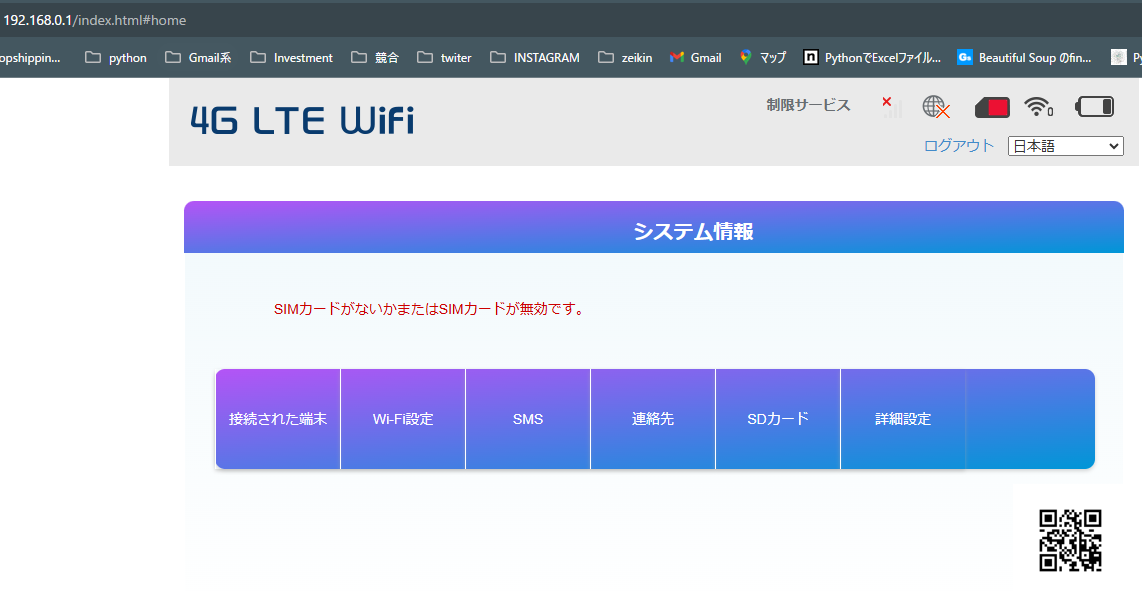 192.168.0.1/index.html#home
opshippin... python Gmail系 Investment 競合 twiter INSTAGRAM zeikin Gmail マップ PythonでExcelファイル... Beautiful Soup のfin... Py
4G LTE Wifi
制限サービス
0
ログアウト 日本語
システム情報
SIMカードがないかまたはSIMカードが無効です。
接続された端末 Wi-Fi設定 SMS 連絡先 SDカード 詳細設定